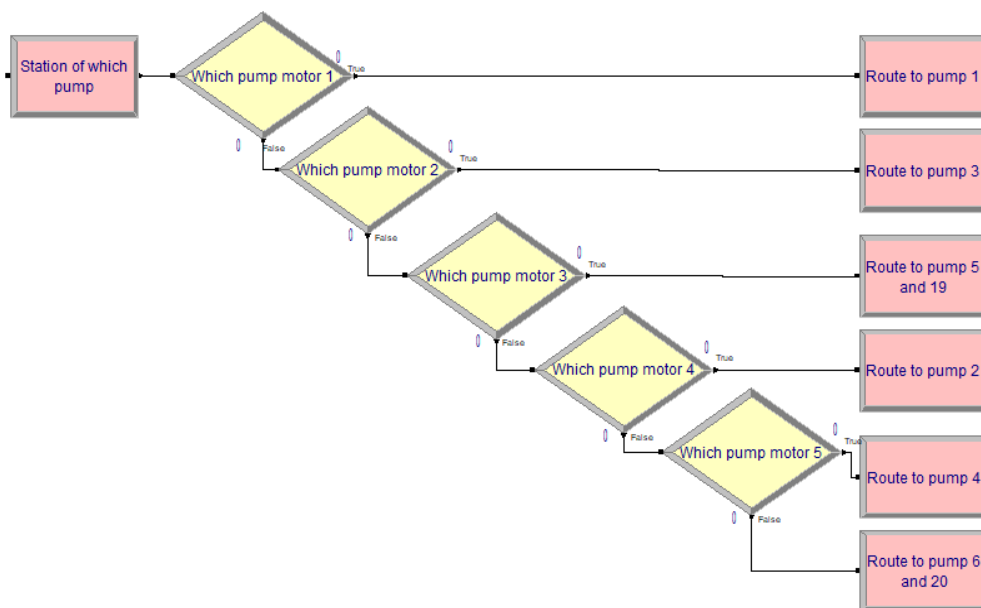 Station of which
pump
Which pump motor 1
0
True
Route to pump 1
0
False
Which pump motor 2
0
True
Route to pump 3
0
False
Which pump motor 3
0
True
Route to pump 5
and 19
0
False
Which pump motor 4
0
True
Route to pump 2
0
False
Which pump motor 5
0
True
Route to pump 4
0
False
Route to pump 6
and 20